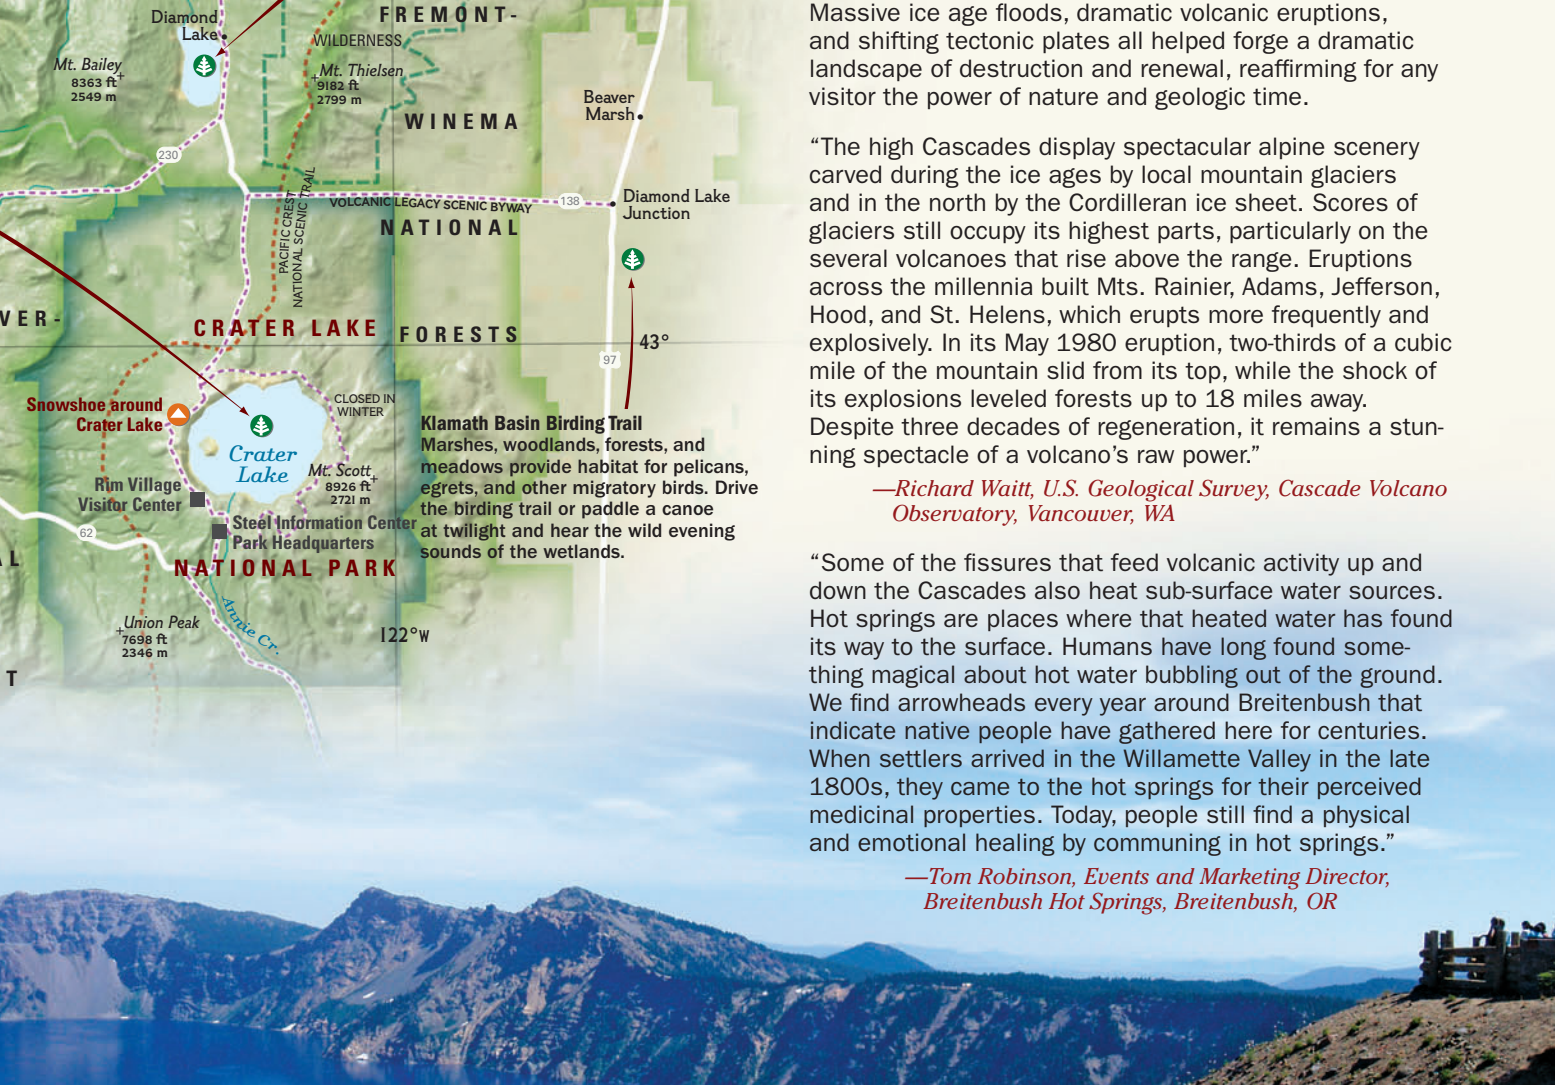 Diamond
Lake
Mt. Bailey
8363 ft
2549 m
FREMONT-
WILDERNESS
Mt. Thielsen
9182 ft
2799 m
WINEMA
Beaver
Marsh
230
PACIFIC CREST
NATIONAL SCENIC TRAIL
VOLCANIC LEGACY SCENIC BYWAY
138
Diamond Lake
Junction
NATIONAL
VER-
CRATER LAKE
FORESTS
43°
97
Snowshoe around
Crater Lake
CLOSED IN
WINTER
Crater
Lake
Mt. Scott
8926 ft
2721 m
Rim Village
Visitor Center
Steel Information Center
Park Headquarters
62
AL
NATIONAL PARK
Annie Cr.
Union Peak
7698 ft
2346 m
122°W
T
Klamath Basin Birding Trail
Marshes, woodlands, forests, and
meadows provide habitat for pelicans,
egrets, and other migratory birds. Drive
the birding trail or paddle a canoe
at twilight and hear the wild evening
sounds of the wetlands.
Massive ice age floods, dramatic volcanic eruptions,
and shifting tectonic plates all helped forge a dramatic
landscape of destruction and renewal, reaffirming for any
visitor the power of nature and geologic time.
“The high Cascades display spectacular alpine scenery
carved during the ice ages by local mountain glaciers
and in the north by the Cordilleran ice sheet. Scores of
glaciers still occupy its highest parts, particularly on the
several volcanoes that rise above the range. Eruptions
across the millennia built Mts. Rainier, Adams, Jefferson,
Hood, and St. Helens, which erupts more frequently and
explosively. In its May 1980 eruption, two-thirds of a cubic
mile of the mountain slid from its top, while the shock of
its explosions leveled forests up to 18 miles away.
Despite three decades of regeneration, it remains a stun-
ning spectacle of a volcano’s raw power.”
—Richard Waitt, U.S. Geological Survey, Cascade Volcano
Observatory, Vancouver, WA
“Some of the fissures that feed volcanic activity up and
down the Cascades also heat sub-surface water sources.
Hot springs are places where that heated water has found
its way to the surface. Humans have long found some-
thing magical about hot water bubbling out of the ground.
We find arrowheads every year around Breitenbush that
indicate native people have gathered here for centuries.
When settlers arrived in the Willamette Valley in the late
1800s, they came to the hot springs for their perceived
medicinal properties. Today, people still find a physical
and emotional healing by communing in hot springs.”
—Tom Robinson, Events and Marketing Director,
Breitenbush Hot Springs, Breitenbush, OR